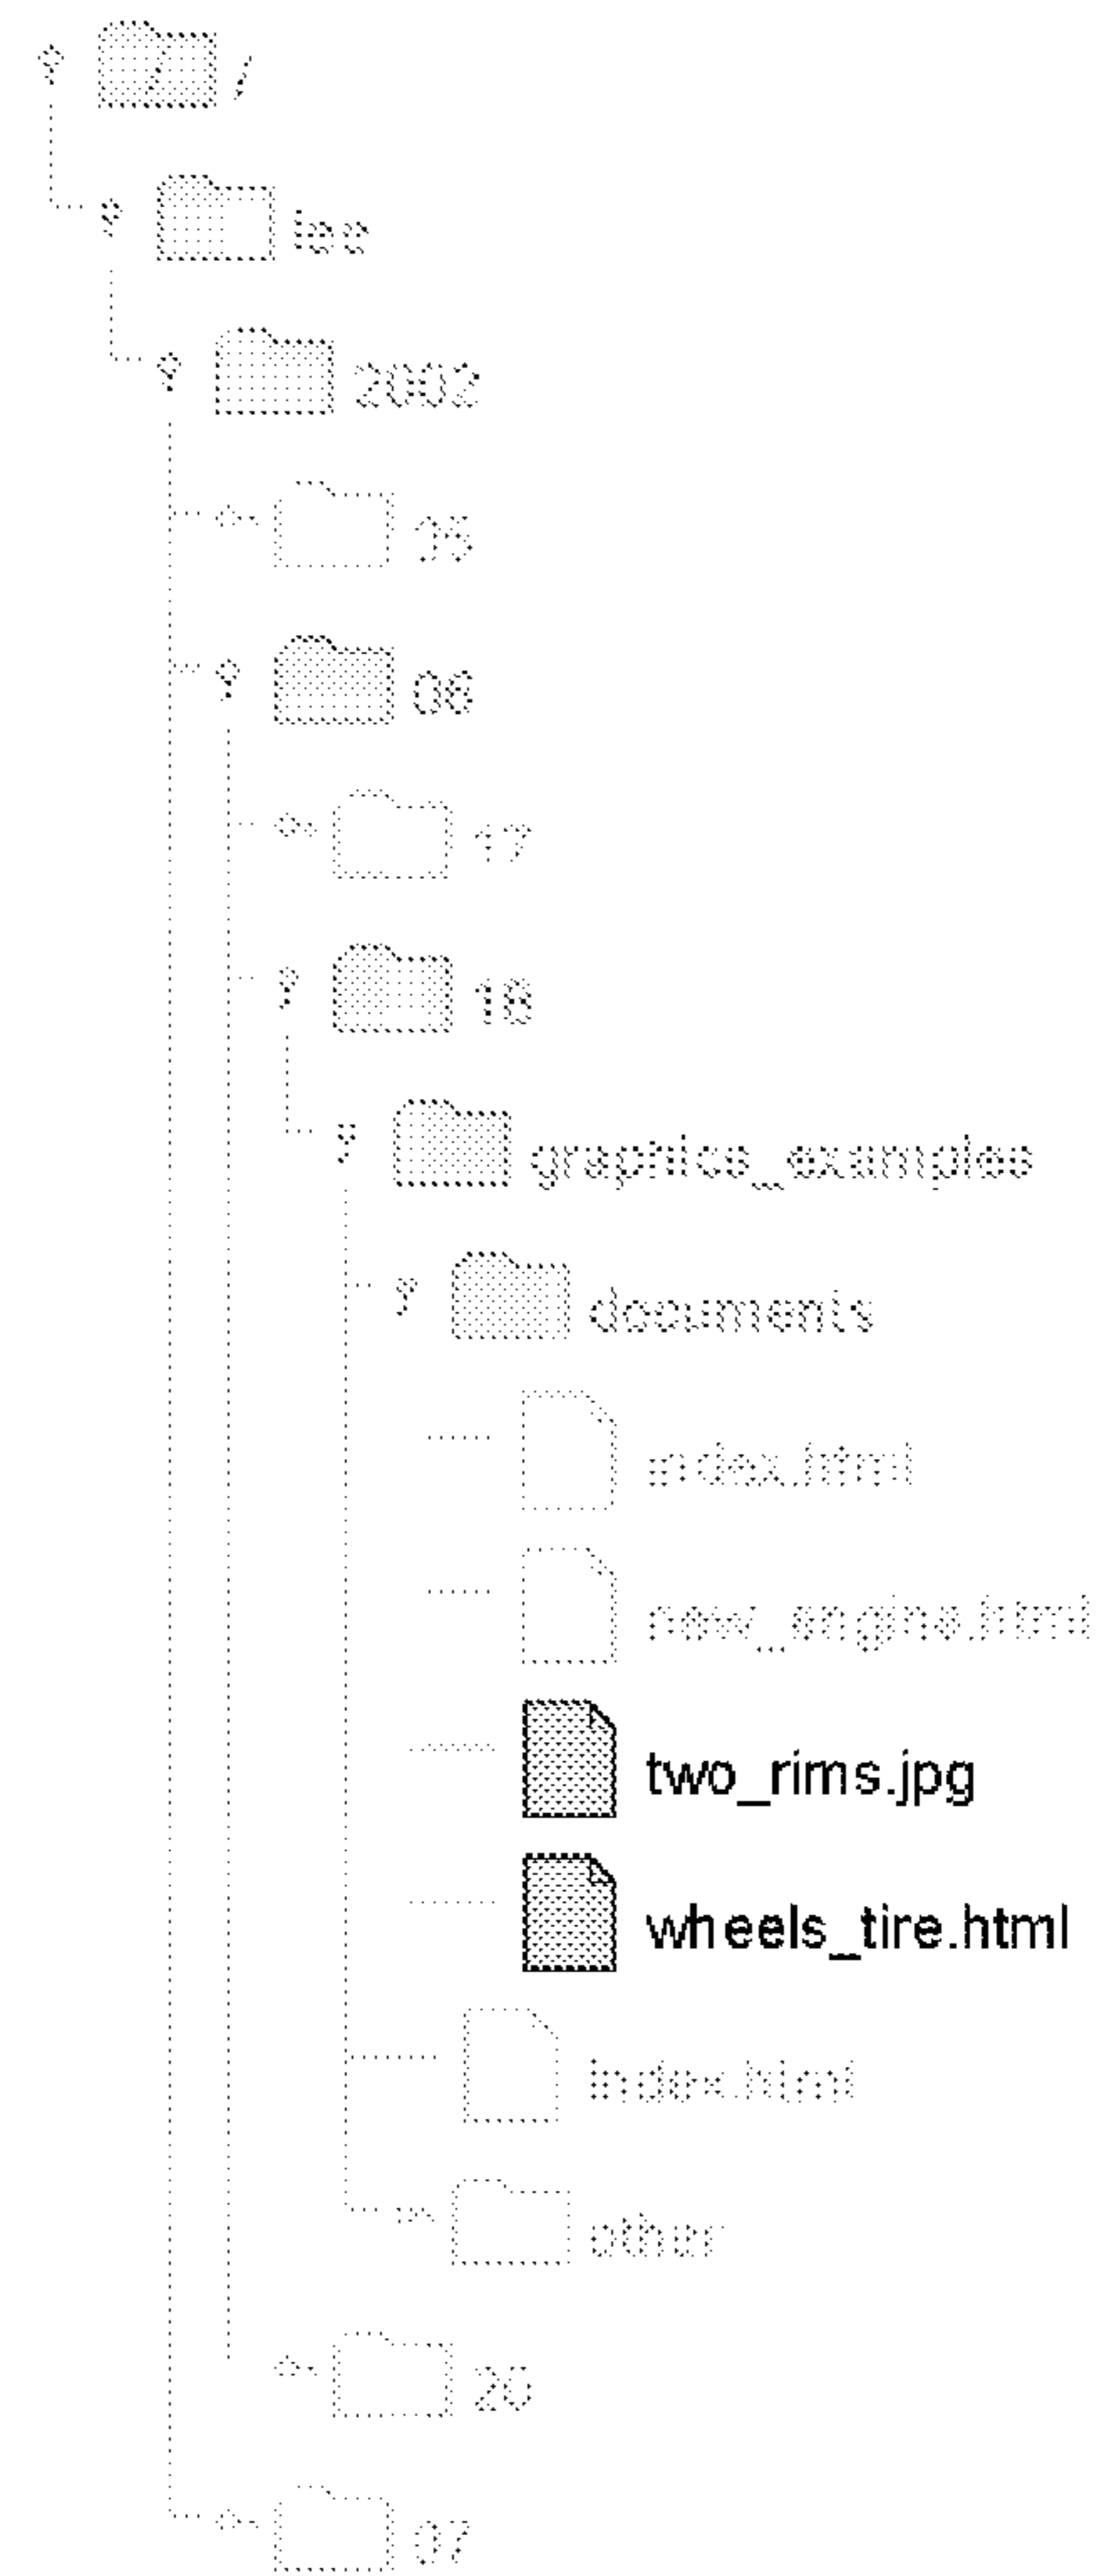 /
lee
2002
05
06
17
18
graphics_examples
documents
index.html
new_engine.html
two_rims.jpg
wheels_tire.html
index.html
other
20
07